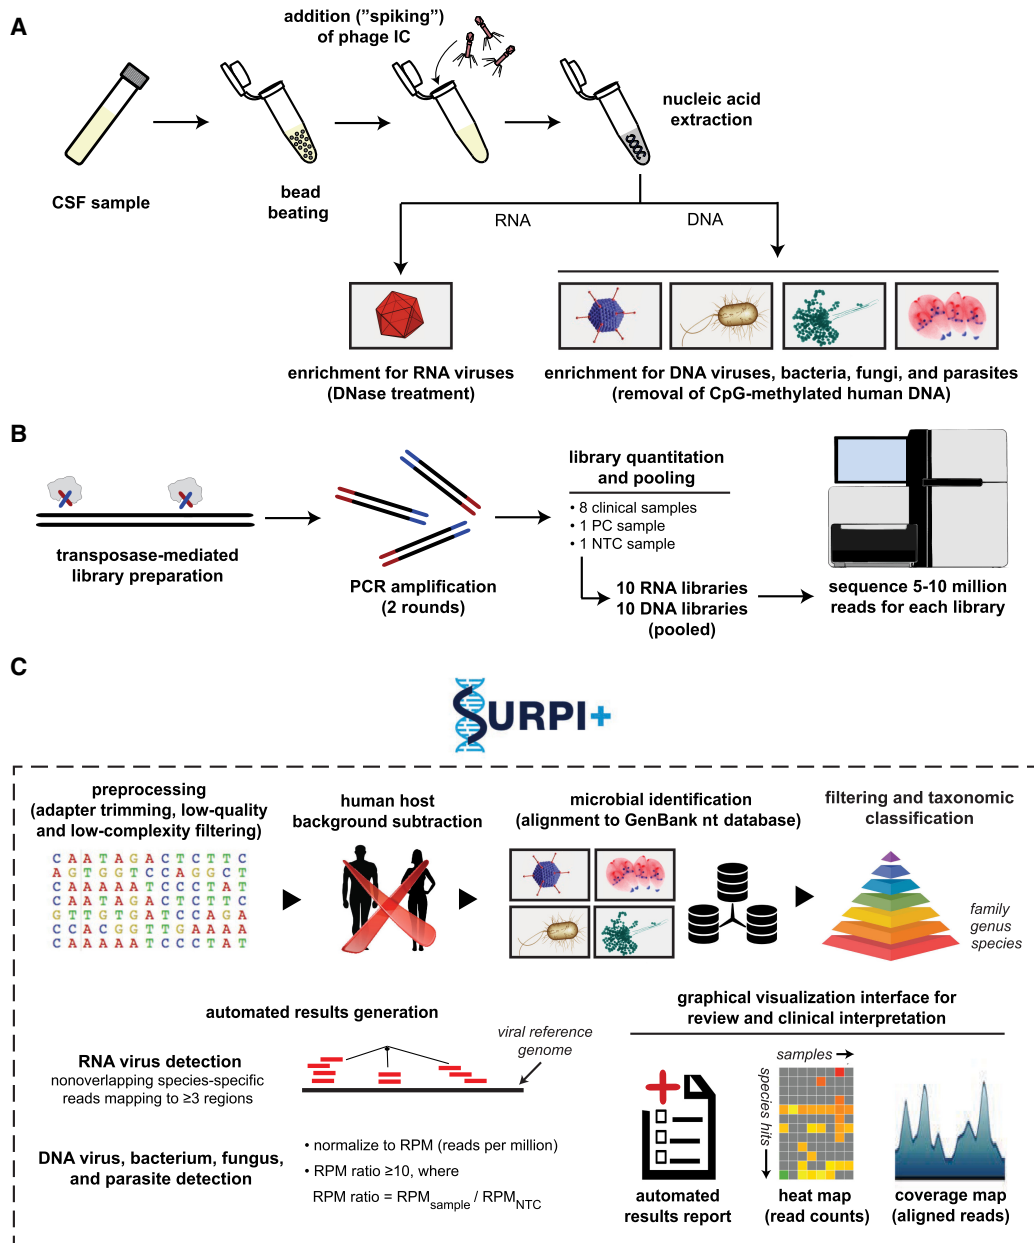 A
addition ("spiking")
of phage IC
nucleic acid
extraction
CSF sample
bead
beating
RNA
DNA
enrichment for RNA viruses
(DNase treatment)
enrichment for DNA viruses, bacteria, fungi, and parasites
(removal of CpG-methylated human DNA)
B
transposase-mediated
library preparation
PCR amplification
(2 rounds)
library quantitation
and pooling
• 8 clinical samples
• 1 PC sample
• 1 NTC sample
10 RNA libraries
10 DNA libraries
(pooled)
sequence 5-10 million
reads for each library
C
SURPI+
preprocessing
(adapter trimming, low-quality
and low-complexity filtering)
CAATAGACTCTTC
AGTGGTCCAGGCT
CAAAAATCCCTAT
CAAAATGACTTTC
GTTGTGATCCAGA
CCACGGTTGAAAA
CAAAAATCCCTAT
human host
background subtraction
microbial identification
(alignment to GenBank nt database)
filtering and taxonomic
classification
family
genus
species
automated results generation
RNA virus detection
nonoverlapping species-specific
reads mapping to ≥3 regions
viral reference
genome
DNA virus, bacterium, fungus,
and parasite detection
• normalize to RPM (reads per million)
• RPM ratio ≥10, where
RPM ratio = RPMsample / RPMNTC
graphical visualization interface for
review and clinical interpretation
samples
species hits
automated
results report
heat map
(read counts)
coverage map
(aligned reads)